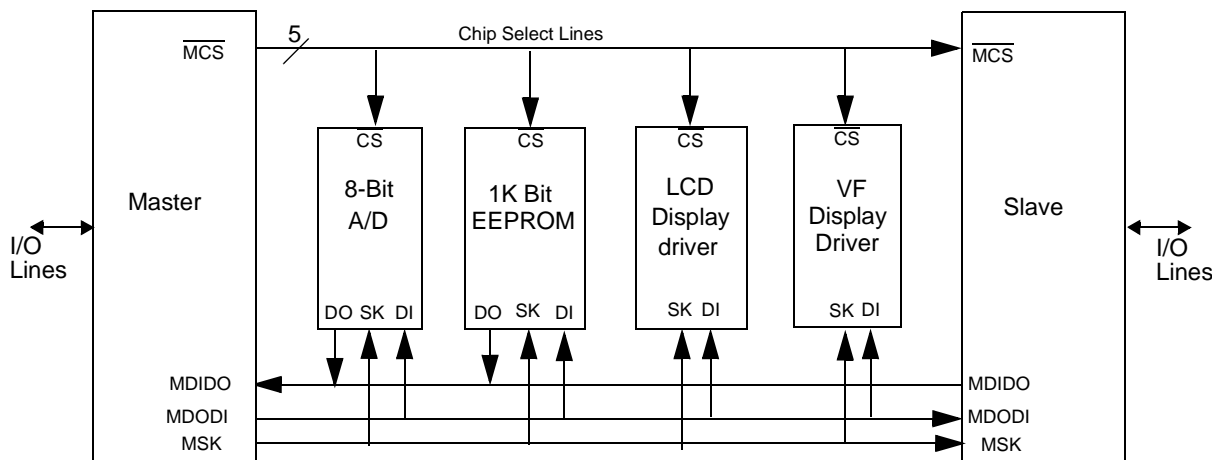 5
Chip Select Lines
MCS
MCS
CS
CS
CS
CS
8-Bit
A/D
1K Bit
EEPROM
LCD
Display
driver
VF
Display
Driver
Master
Slave
I/O
Lines
I/O
Lines
DO SK DI
DO SK DI
SK DI
SK DI
MDIDO
MDIDO
MDODI
MDODI
MSK
MSK